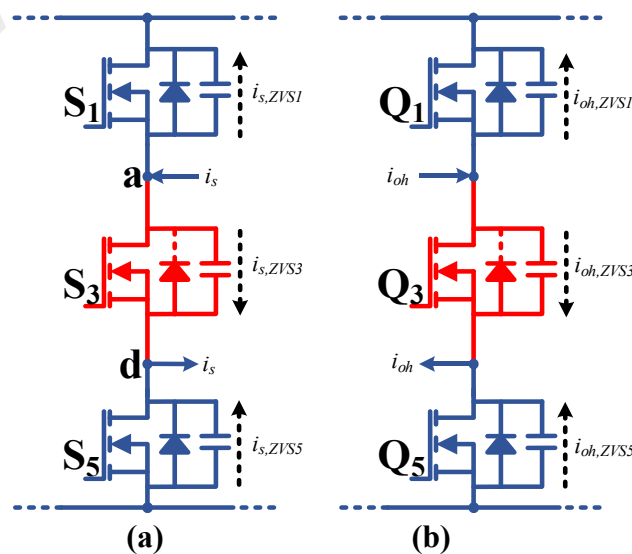 S1
is,ZVS1
a
is
S3
is,ZVS3
d
is
S5
is,ZVS5
(a)
Q1
ioh,ZVS1
ioh
Q3
ioh,ZVS3
ioh
Q5
ioh,ZVS5
(b)